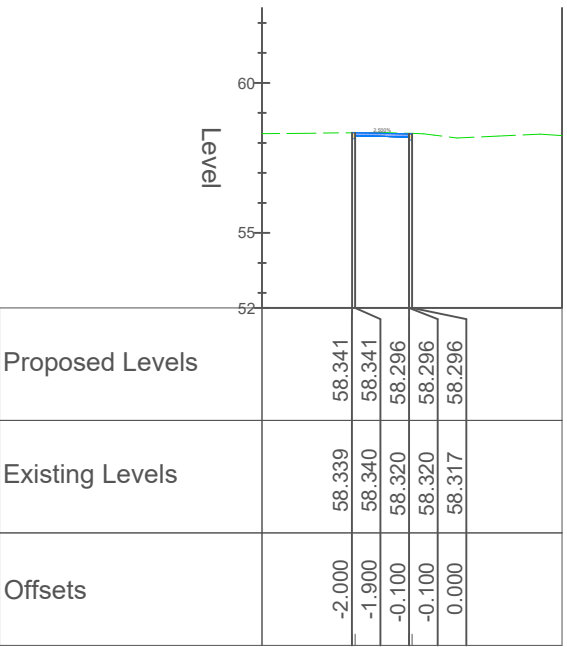 60
Level
2.500%
55
52
Proposed Levels 58.341 58.341 58.296 58.296 58.296
Existing Levels 58.339 58.340 58.320 58.320 58.317
Offsets -2.000 -1.900 -0.100 -0.100 0.000